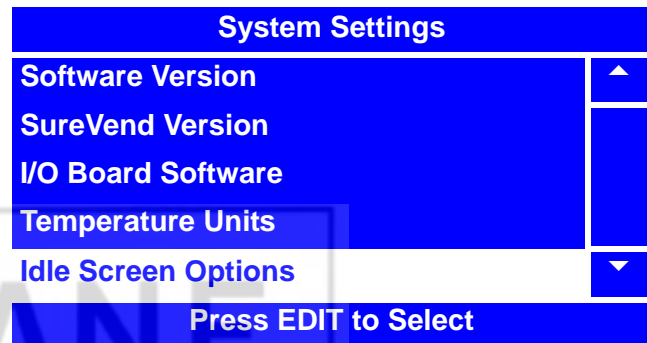 System Settings
Software Version
SureVend Version
I/O Board Software
Temperature Units
Idle Screen Options
Press EDIT to Select